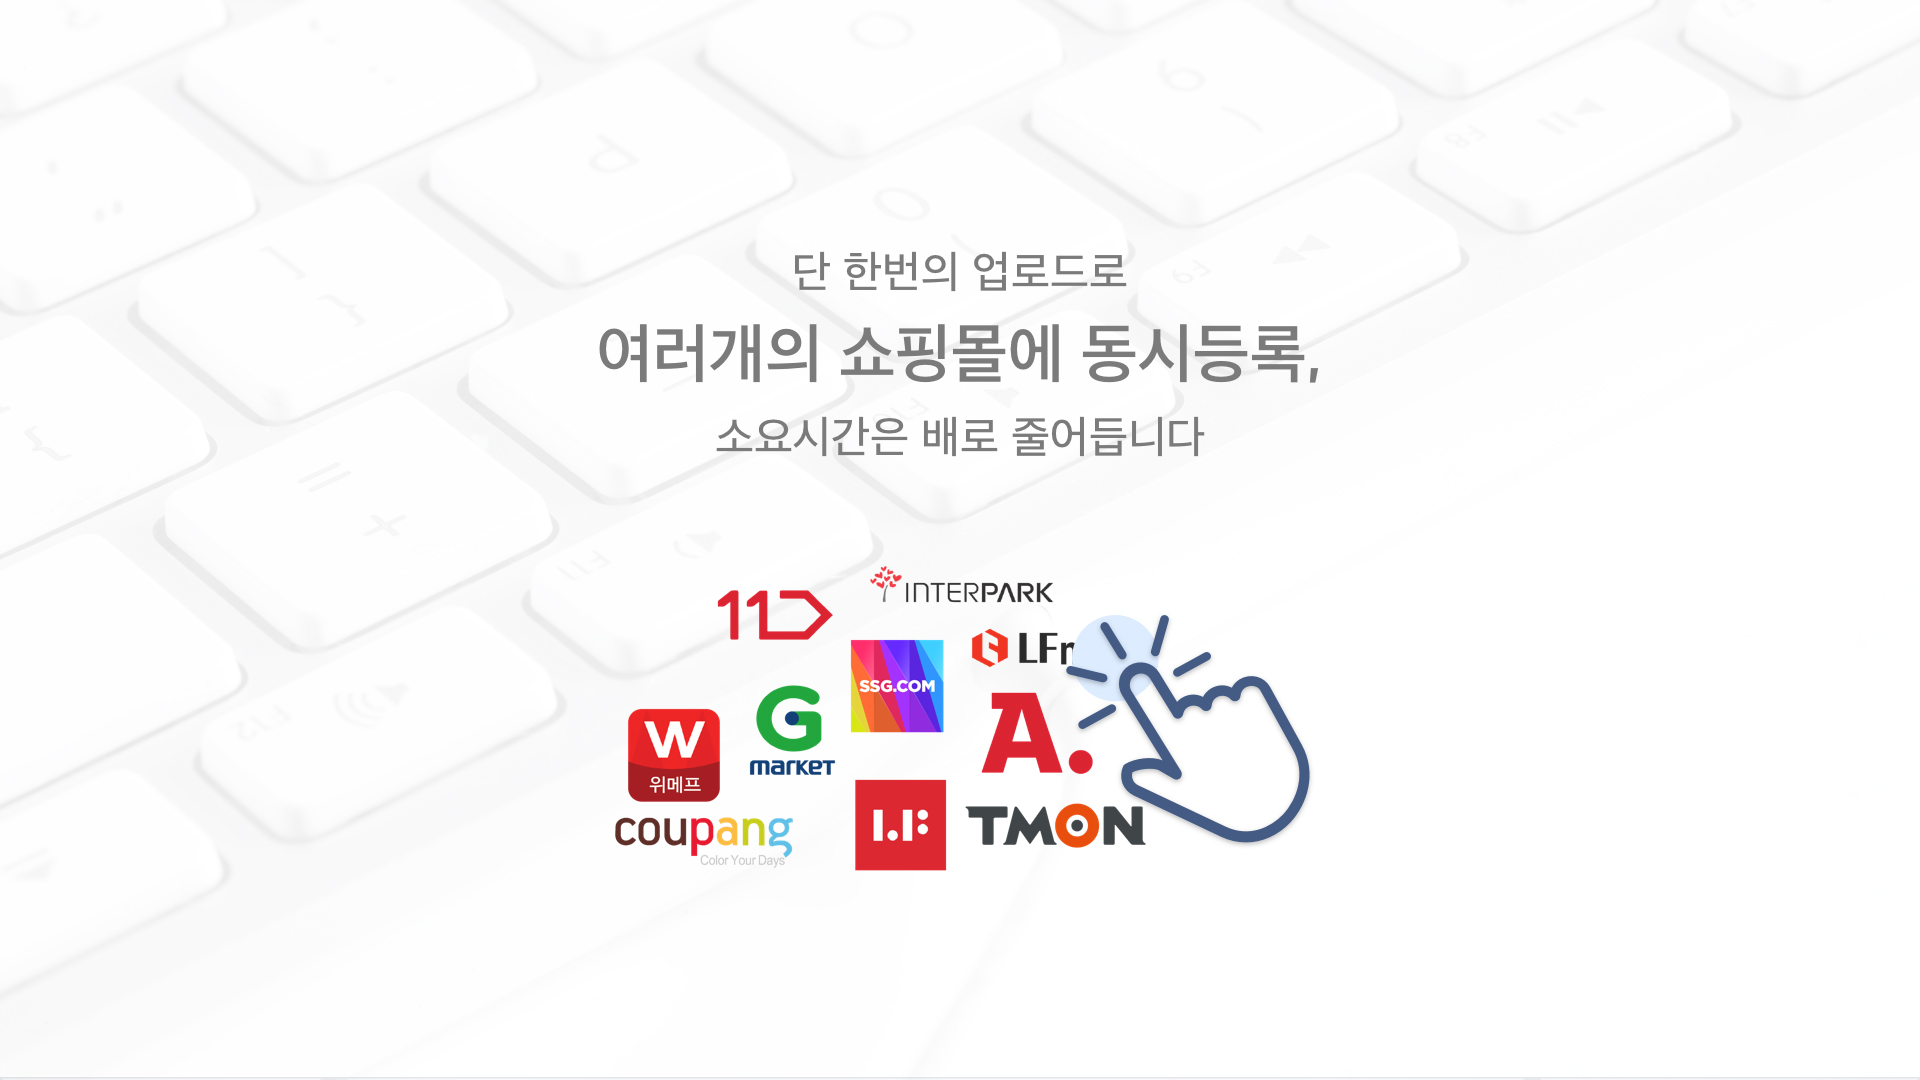 단 한번의 업로드로
여러개의 쇼핑몰에 동시등록,
소요시간은 배로 줄어듭니다
INTERPARK
11
LFr
SSG.COM
G
market
W
위메프
A.
coupang
Color Your Days
I.IF
TMON